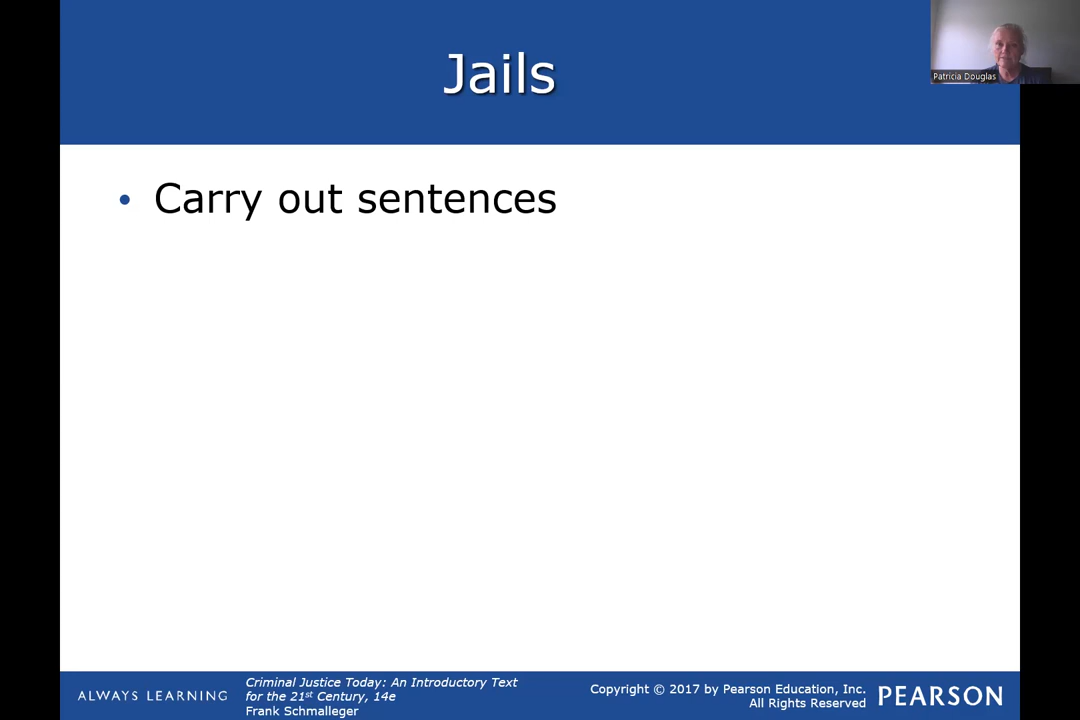 Jails
Patricia Douglas
• Carry out sentences
ALWAYS LEARNING
Criminal Justice Today: An Introductory Text
for the 21st Century, 14e
Frank Schmalleger
Copyright © 2017 by Pearson Education, Inc.
All Rights Reserved
PEARSON